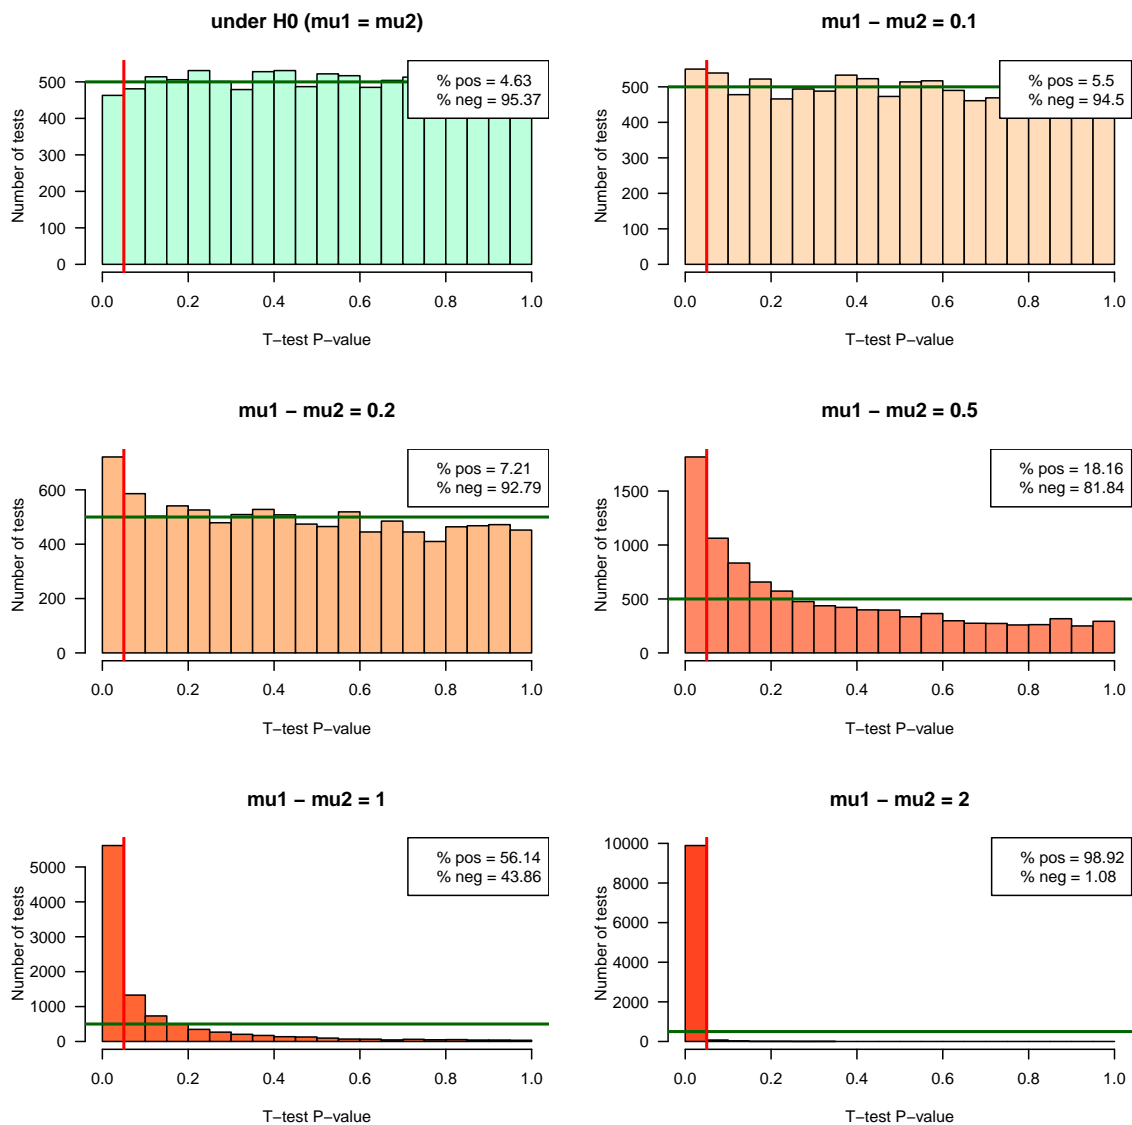 under H0 (mu1 = mu2)
% pos = 4.63
% neg = 95.37
Number of tests
500
400
300
200
100
0
0.0 0.2 0.4 0.6 0.8 1.0
T−test P−value
mu1 − mu2 = 0.1
% pos = 5.5
% neg = 94.5
Number of tests
500
400
300
200
100
0
0.0 0.2 0.4 0.6 0.8 1.0
T−test P−value
mu1 − mu2 = 0.2
% pos = 7.21
% neg = 92.79
Number of tests
600
400
200
0
0.0 0.2 0.4 0.6 0.8 1.0
T−test P−value
mu1 − mu2 = 0.5
% pos = 18.16
% neg = 81.84
Number of tests
1500
1000
500
0
0.0 0.2 0.4 0.6 0.8 1.0
T−test P−value
mu1 − mu2 = 1
% pos = 56.14
% neg = 43.86
Number of tests
5000
4000
3000
2000
1000
0
0.0 0.2 0.4 0.6 0.8 1.0
T−test P−value
mu1 − mu2 = 2
% pos = 98.92
% neg = 1.08
Number of tests
10000
8000
6000
4000
2000
0
0.0 0.2 0.4 0.6 0.8 1.0
T−test P−value